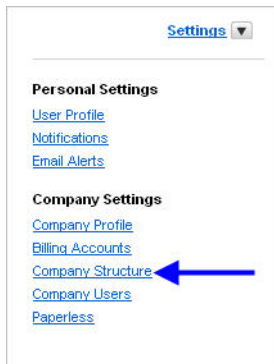 Settings
Personal Settings
User Profile
Notifications
Email Alerts
Company Settings
Company Profile
Billing Accounts
Company Structure
Company Users
Paperless